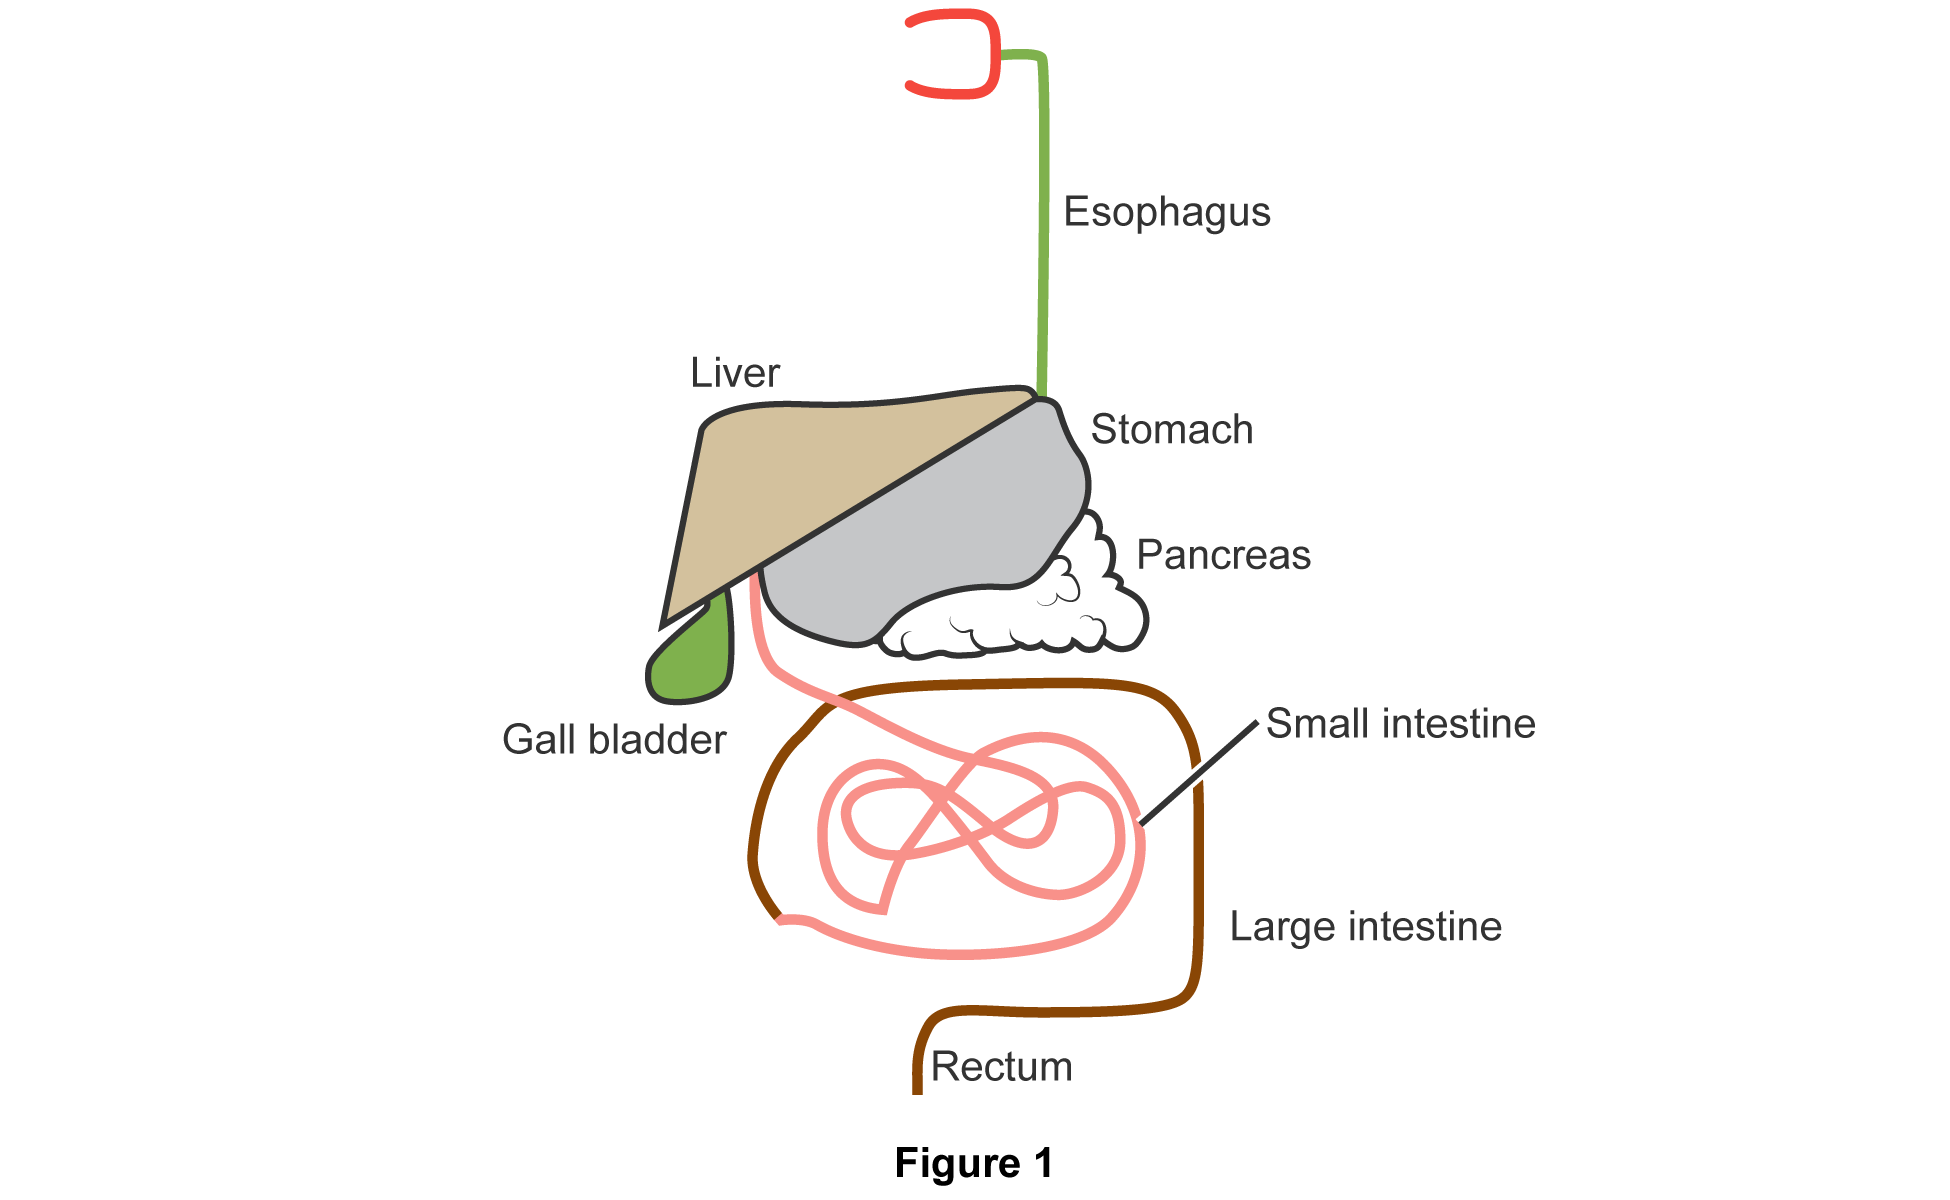 Esophagus
Liver
Stomach
Pancreas
Small intestine
Gall bladder
Large intestine
Rectum
Figure 1